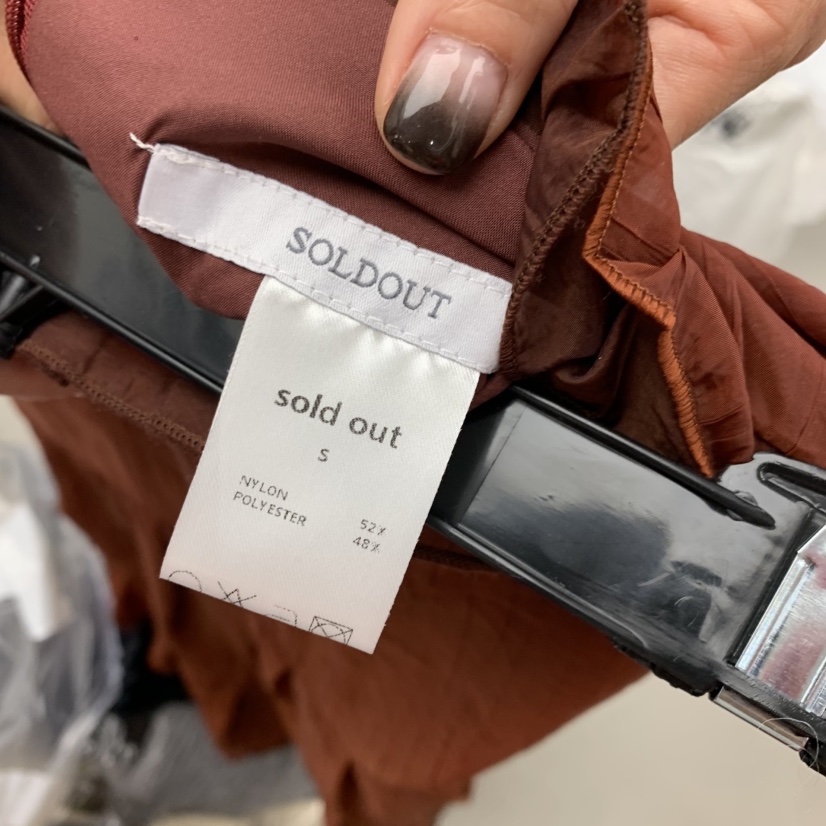 SOLDOUT
sold out
S
NYLON 52%
POLYESTER 48%